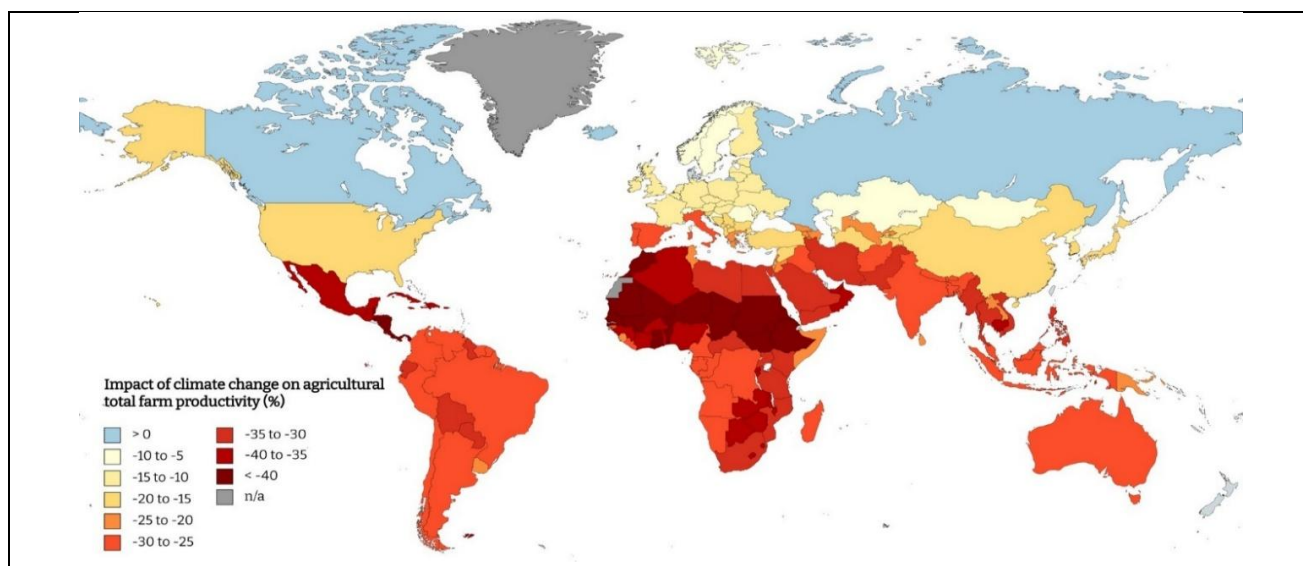 Impact of climate change on agricultural
total farm productivity (%)
> 0
-10 to -5
-15 to -10
-20 to -15
-25 to -20
-30 to -25
-35 to -30
-40 to -35
< -40
n/a